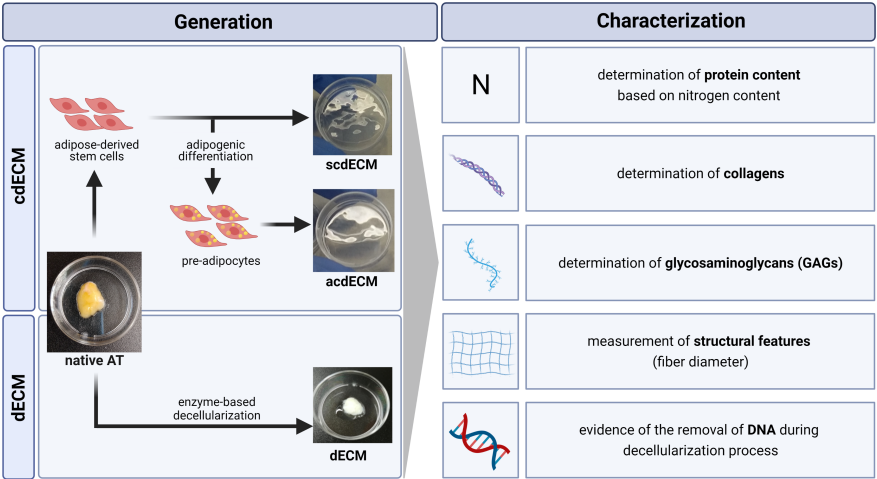 Generation
Characterization
cdECM
adipose-derived
stem cells
adipogenic
differentiation
scdECM
pre-adipocytes
acdECM
native AT
dECM
enzyme-based
decellularization
dECM
N
determination of protein content
based on nitrogen content
determination of collagens
determination of glycosaminoglycans (GAGs)
measurement of structural features
(fiber diameter)
evidence of the removal of DNA during
decellularization process